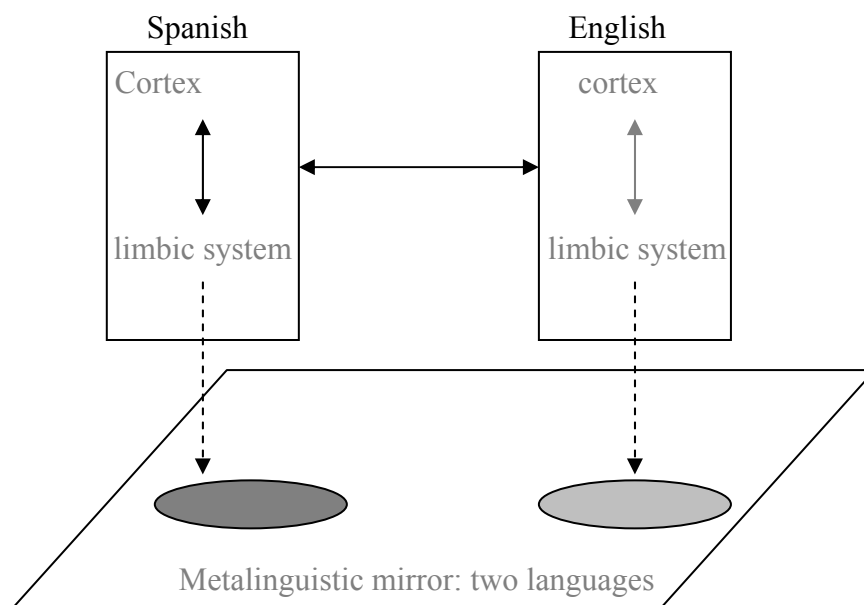 Spanish English
Cortex cortex
limbic system limbic system
Metalinguistic mirror: two languages